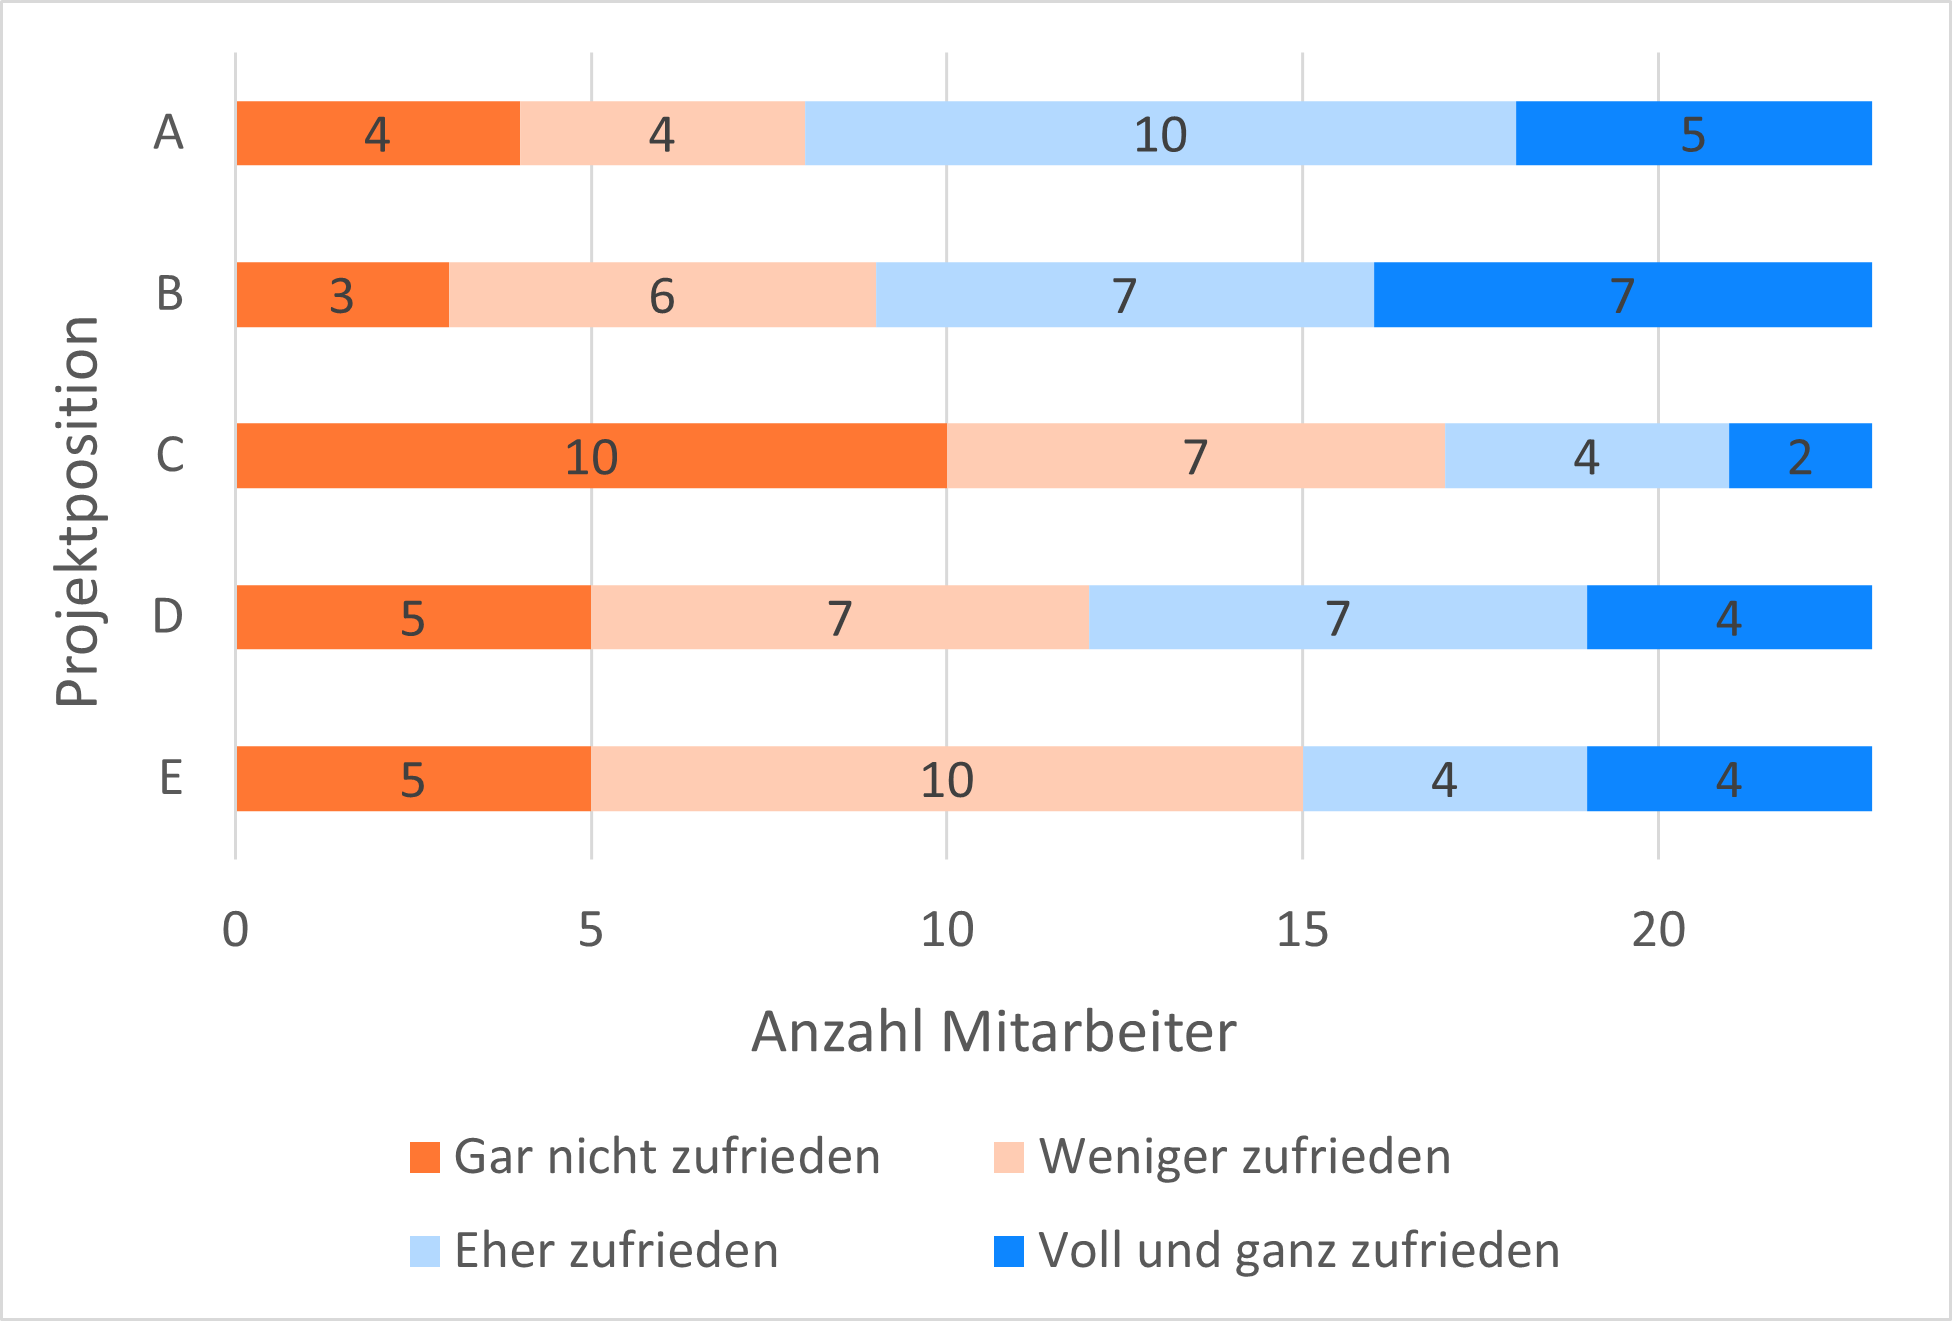 A 4 4 10 5
B 3 6 7 7
C 10 7 4 2
D 5 7 7 4
E 5 10 4 4
Projektposition
0 5 10 15 20
Anzahl Mitarbeiter
Gar nicht zufrieden Weniger zufrieden
Eher zufrieden Voll und ganz zufrieden